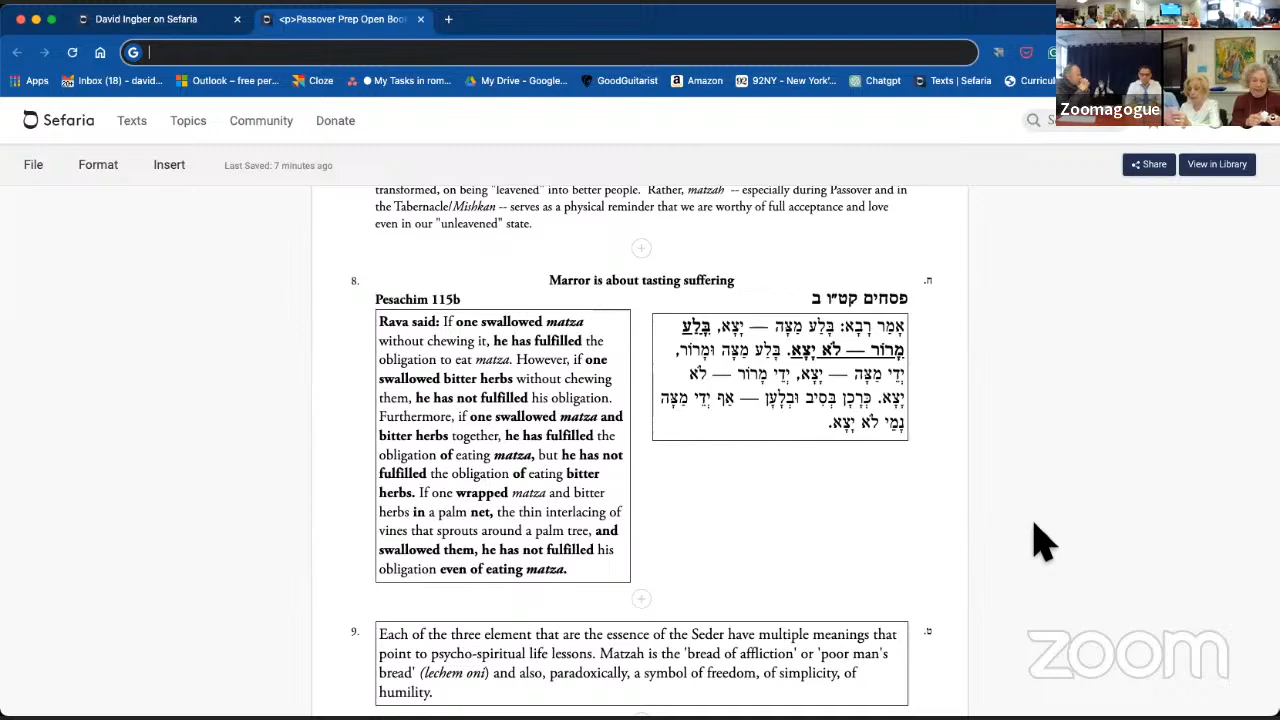 David Ingber on Sefaria
<p>Passover Prep Open Boo
Apps
Inbox (18) - david...
Outlook – free per...
Cloze
● My Tasks in rom...
My Drive - Google...
GoodGuitarist
Amazon
92NY - New York'...
Chatgpt
Texts | Sefaria
Curricul
Zoomagogue
Sefaria
Texts
Topics
Community
Donate
File
Format
Insert
Last Saved: 7 minutes ago
Share
View in Library
transformed, on being "leavened" into better people. Rather, matzah -- especially during Passover and in
the Tabernacle/Mishkan -- serves as a physical reminder that we are worthy of full acceptance and love
even in our "unleavened" state.
8.
Marror is about tasting suffering
ח.
Pesachim 115b
Rava said: If one swallowed matza
without chewing it, he has fulfilled the
obligation to eat matza. However, if one
swallowed bitter herbs without chewing
them, he has not fulfilled his obligation.
Furthermore, if one swallowed matza and
bitter herbs together, he has fulfilled the
obligation of eating matza, but he has not
fulfilled the obligation of eating bitter
herbs. If one wrapped matza and bitter
herbs in a palm net, the thin interlacing of
vines that sprouts around a palm tree, and
swallowed them, he has not fulfilled his
obligation even of eating matza.
פסחים קט״ו ב
אָמַר רָבָא: בָּלַע מַצָּה — יָצָא, בָּלַע
מָרוֹר — לֹא יָצָא. בָּלַע מַצָּה וּמָרוֹר,
יְדֵי מַצָּה — יָצָא, יְדֵי מָרוֹר — לֹא
יָצָא. כְּרָכָן בְּסִיב וּבְלָעָן — אַף יְדֵי מַצָּה
נָמֵי לֹא יָצָא.
9.
ט.
Each of the three element that are the essence of the Seder have multiple meanings that
point to psycho-spiritual life lessons. Matzah is the 'bread of affliction' or 'poor man's
bread' (lechem oni) and also, paradoxically, a symbol of freedom, of simplicity, of
humility.
zoom